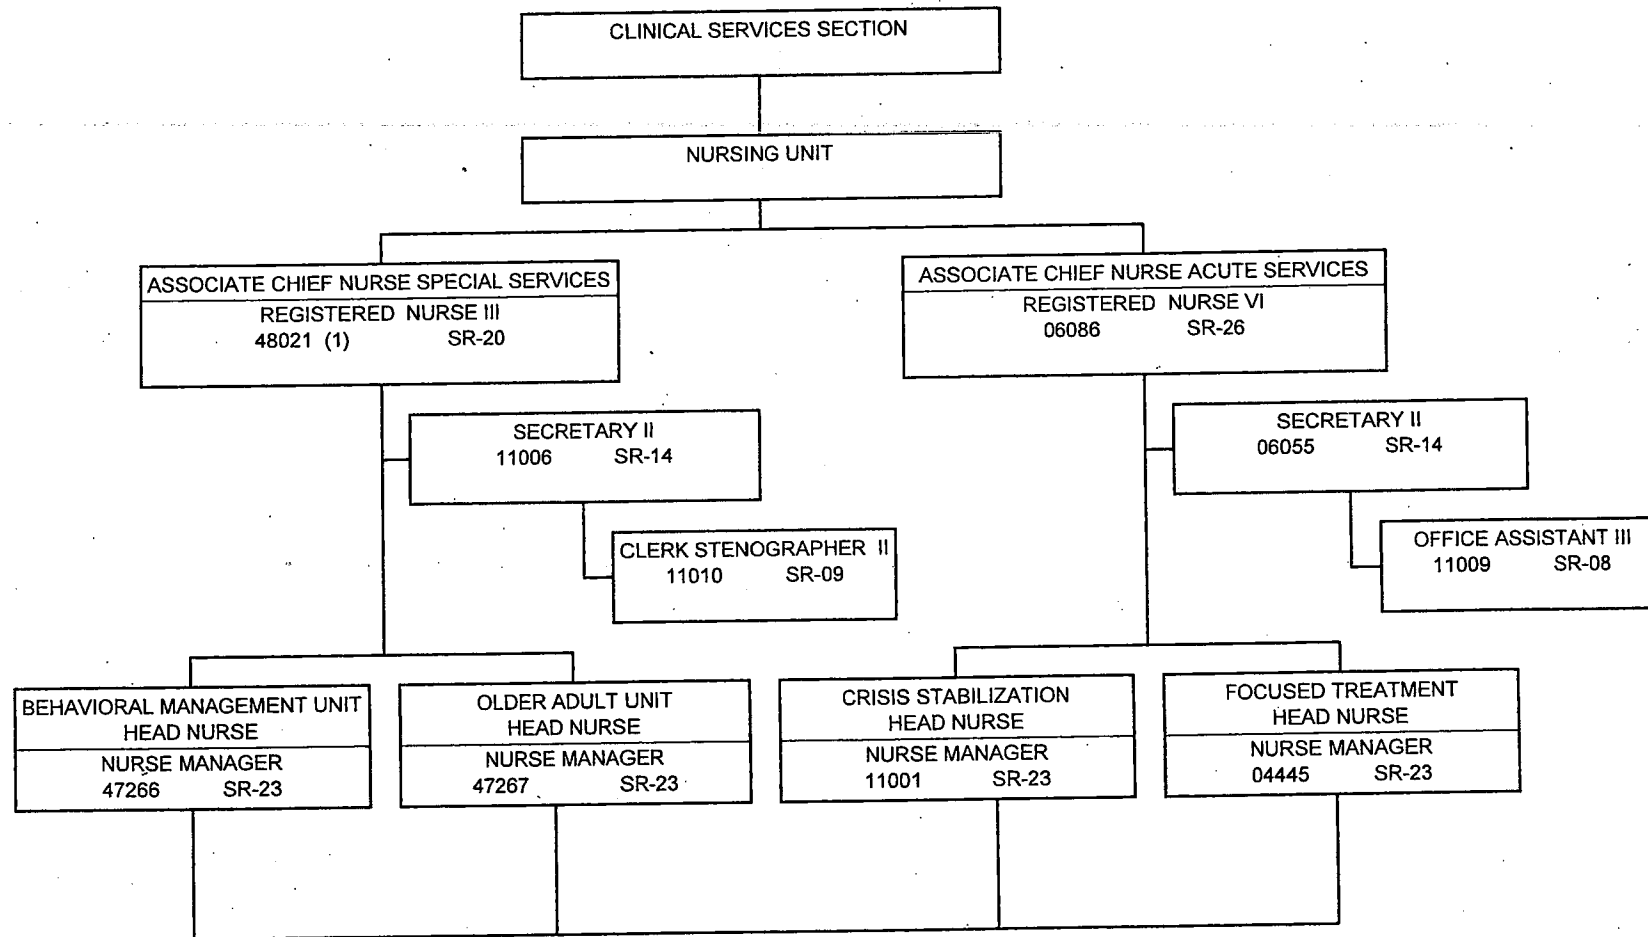 CLINICAL SERVICES SECTION
NURSING UNIT
ASSOCIATE CHIEF NURSE SPECIAL SERVICES
REGISTERED NURSE III
48021 (1) SR-20
ASSOCIATE CHIEF NURSE ACUTE SERVICES
REGISTERED NURSE VI
06086 SR-26
SECRETARY II
11006 SR-14
SECRETARY II
06055 SR-14
CLERK STENOGRAPHER II
11010 SR-09
OFFICE ASSISTANT III
11009 SR-08
BEHAVIORAL MANAGEMENT UNIT
HEAD NURSE
NURSE MANAGER
47266 SR-23
OLDER ADULT UNIT
HEAD NURSE
NURSE MANAGER
47267 SR-23
CRISIS STABILIZATION
HEAD NURSE
NURSE MANAGER
11001 SR-23
FOCUSED TREATMENT
HEAD NURSE
NURSE MANAGER
04445 SR-23